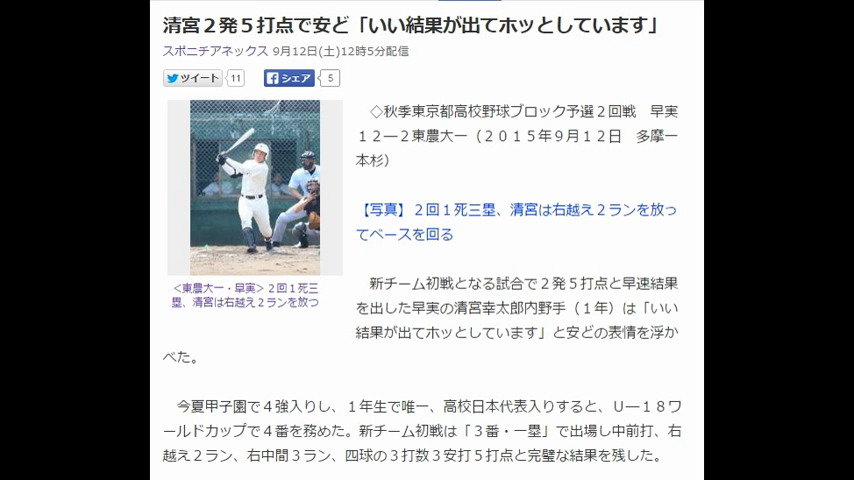 清宮２発５打点で安ど「いい結果が出てホッとしています」
スポニチアネックス 9月12日(土)12時5分配信
ツイート 11 シェア 5
◇秋季東京都高校野球ブロック予選２回戦　早実
１２―２東農大一（２０１５年９月１２日　多摩一
本杉）
【写真】２回１死三塁、清宮は右越え２ランを放っ
てベースを回る
＜東農大一・早実＞２回１死三
塁、清宮は右越え２ランを放つ
新チーム初戦となる試合で２発５打点と早速結果
を出した早実の清宮幸太郎内野手（１年）は「いい
結果が出てホッとしています」と安どの表情を浮か
べた。
今夏甲子園で４強入りし、１年生で唯一、高校日本代表入りすると、Ｕ―１８ワ
ールドカップで４番を務めた。新チーム初戦は「３番・一塁」で出場し中前打、右
越え２ラン、右中間３ラン、四球の３打数３安打５打点と完璧な結果を残した。